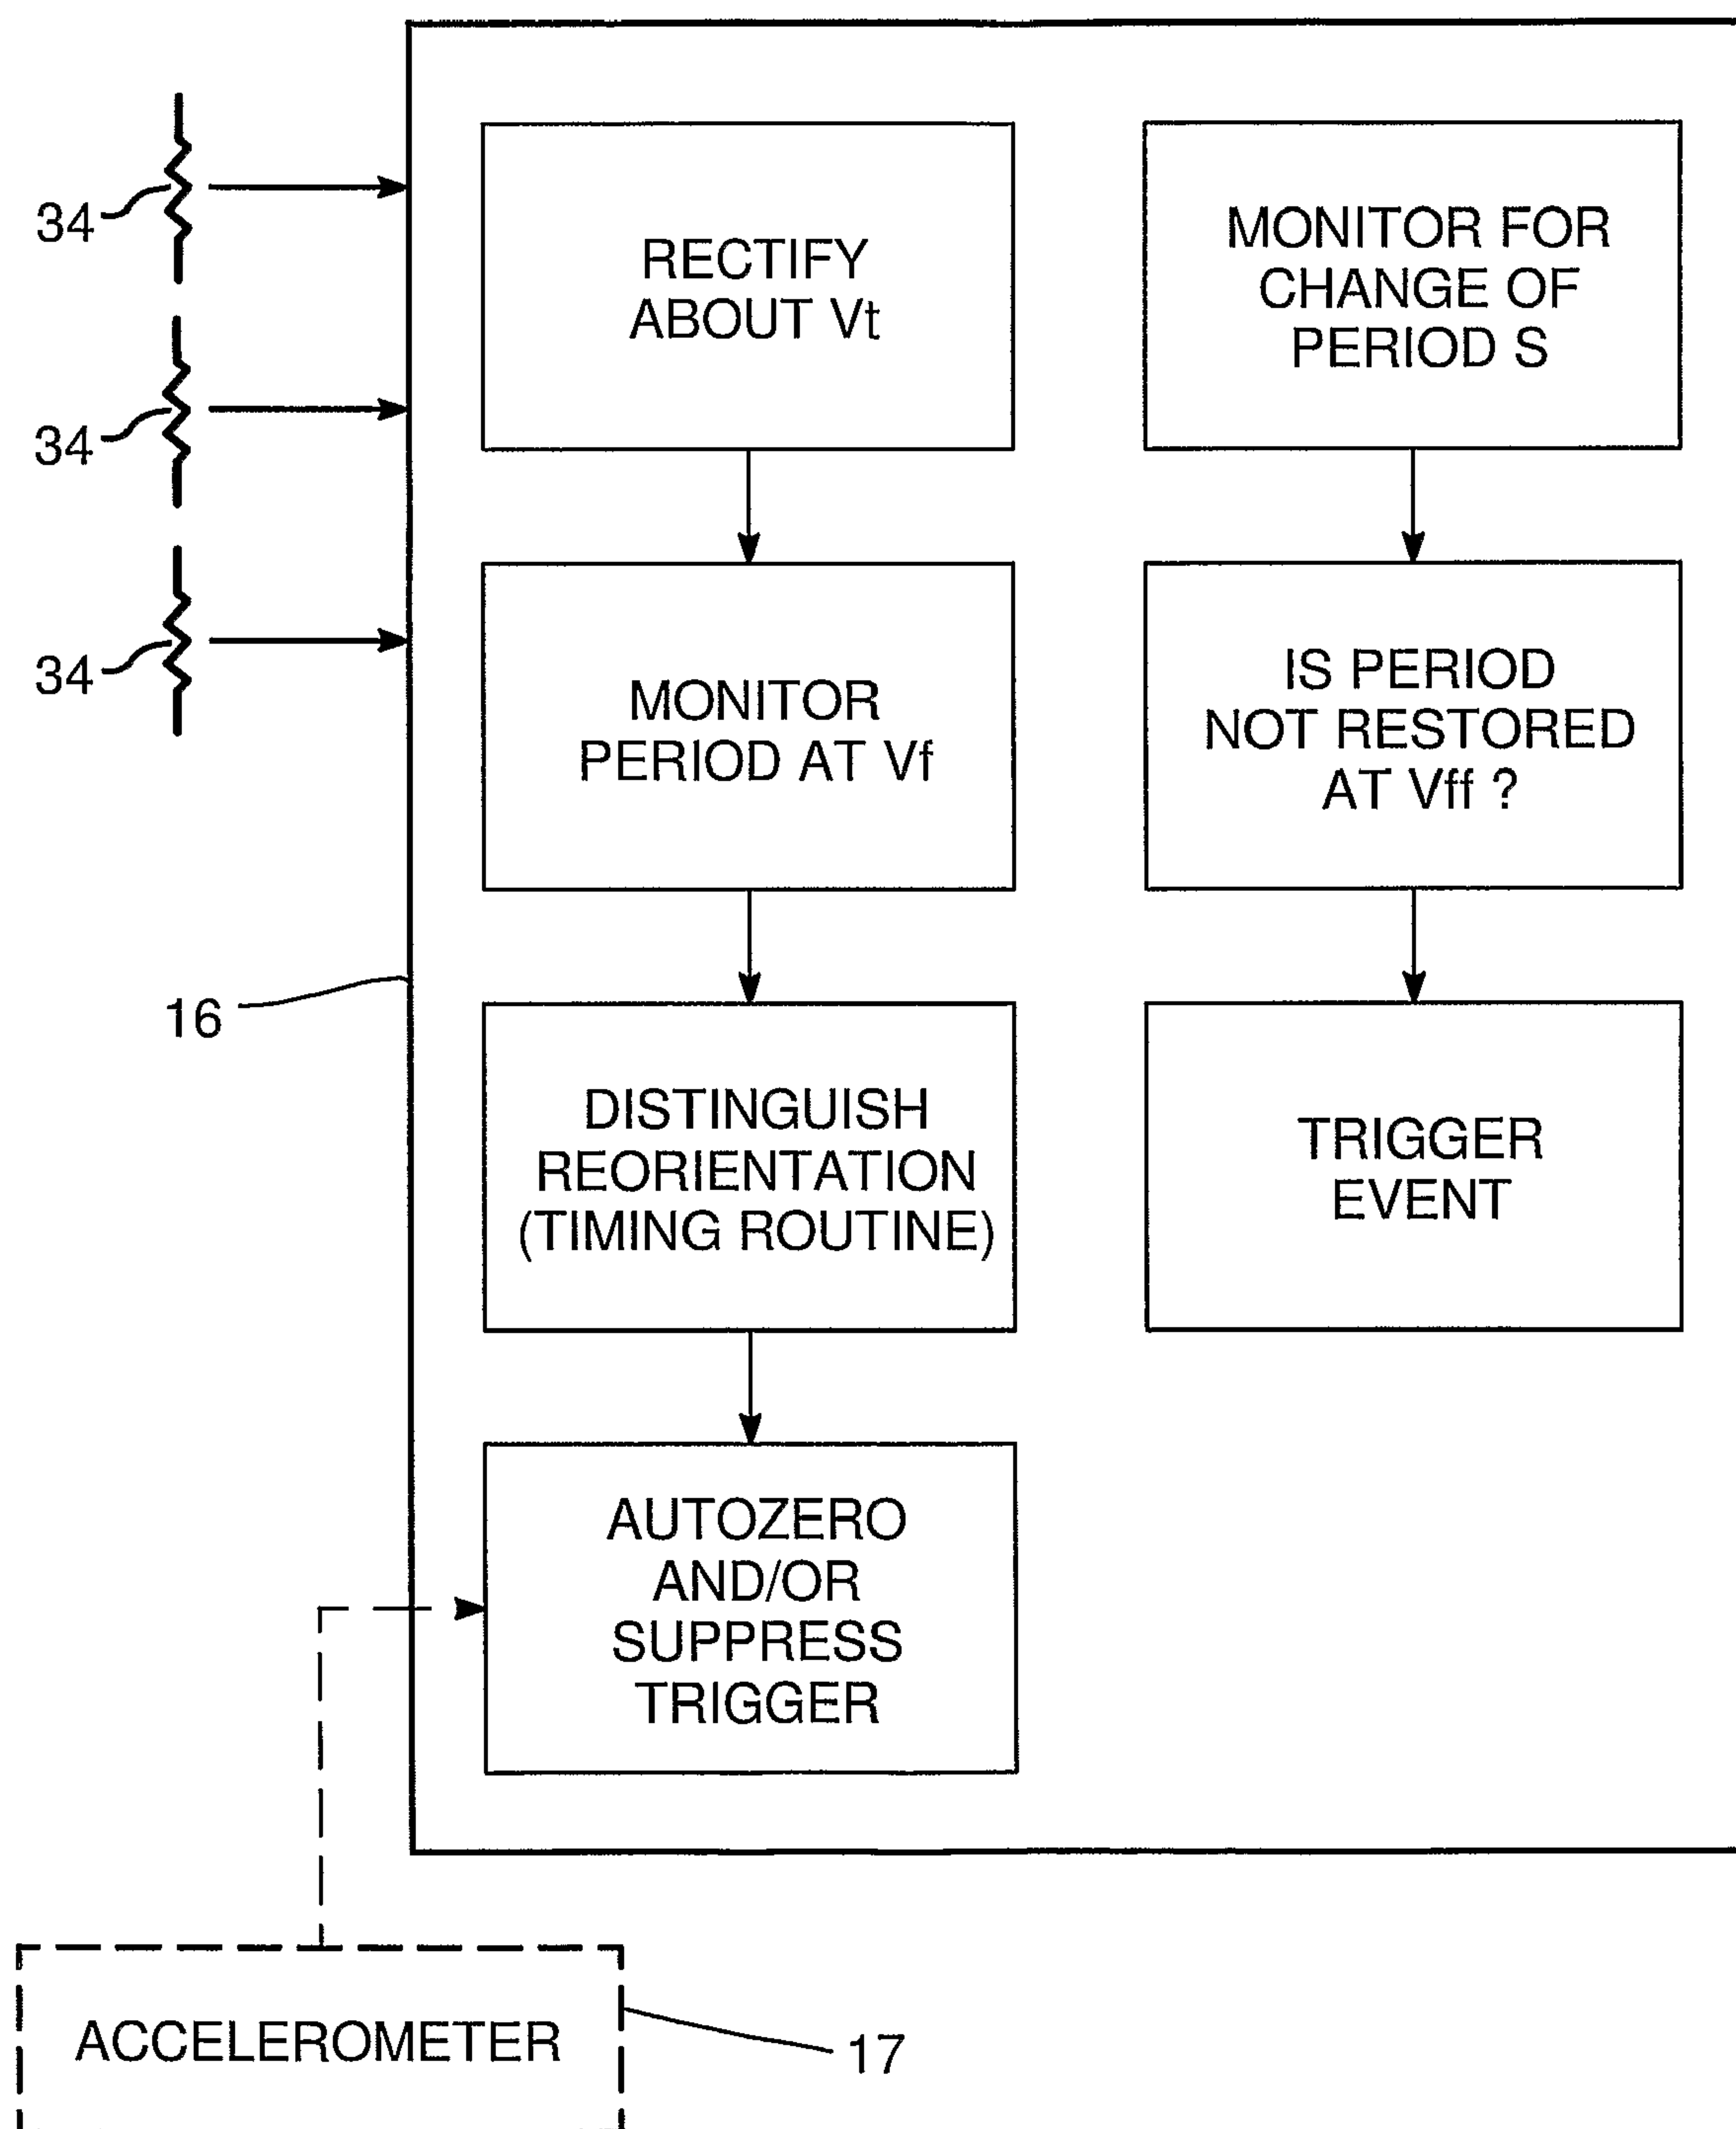 34
34
34
16
RECTIFY
ABOUT Vt
MONITOR
PERIOD AT Vf
DISTINGUISH
REORIENTATION
(TIMING ROUTINE)
AUTOZERO
AND/OR
SUPPRESS
TRIGGER
MONITOR FOR
CHANGE OF
PERIOD S
IS PERIOD
NOT RESTORED
AT Vff ?
TRIGGER
EVENT
ACCELEROMETER
17